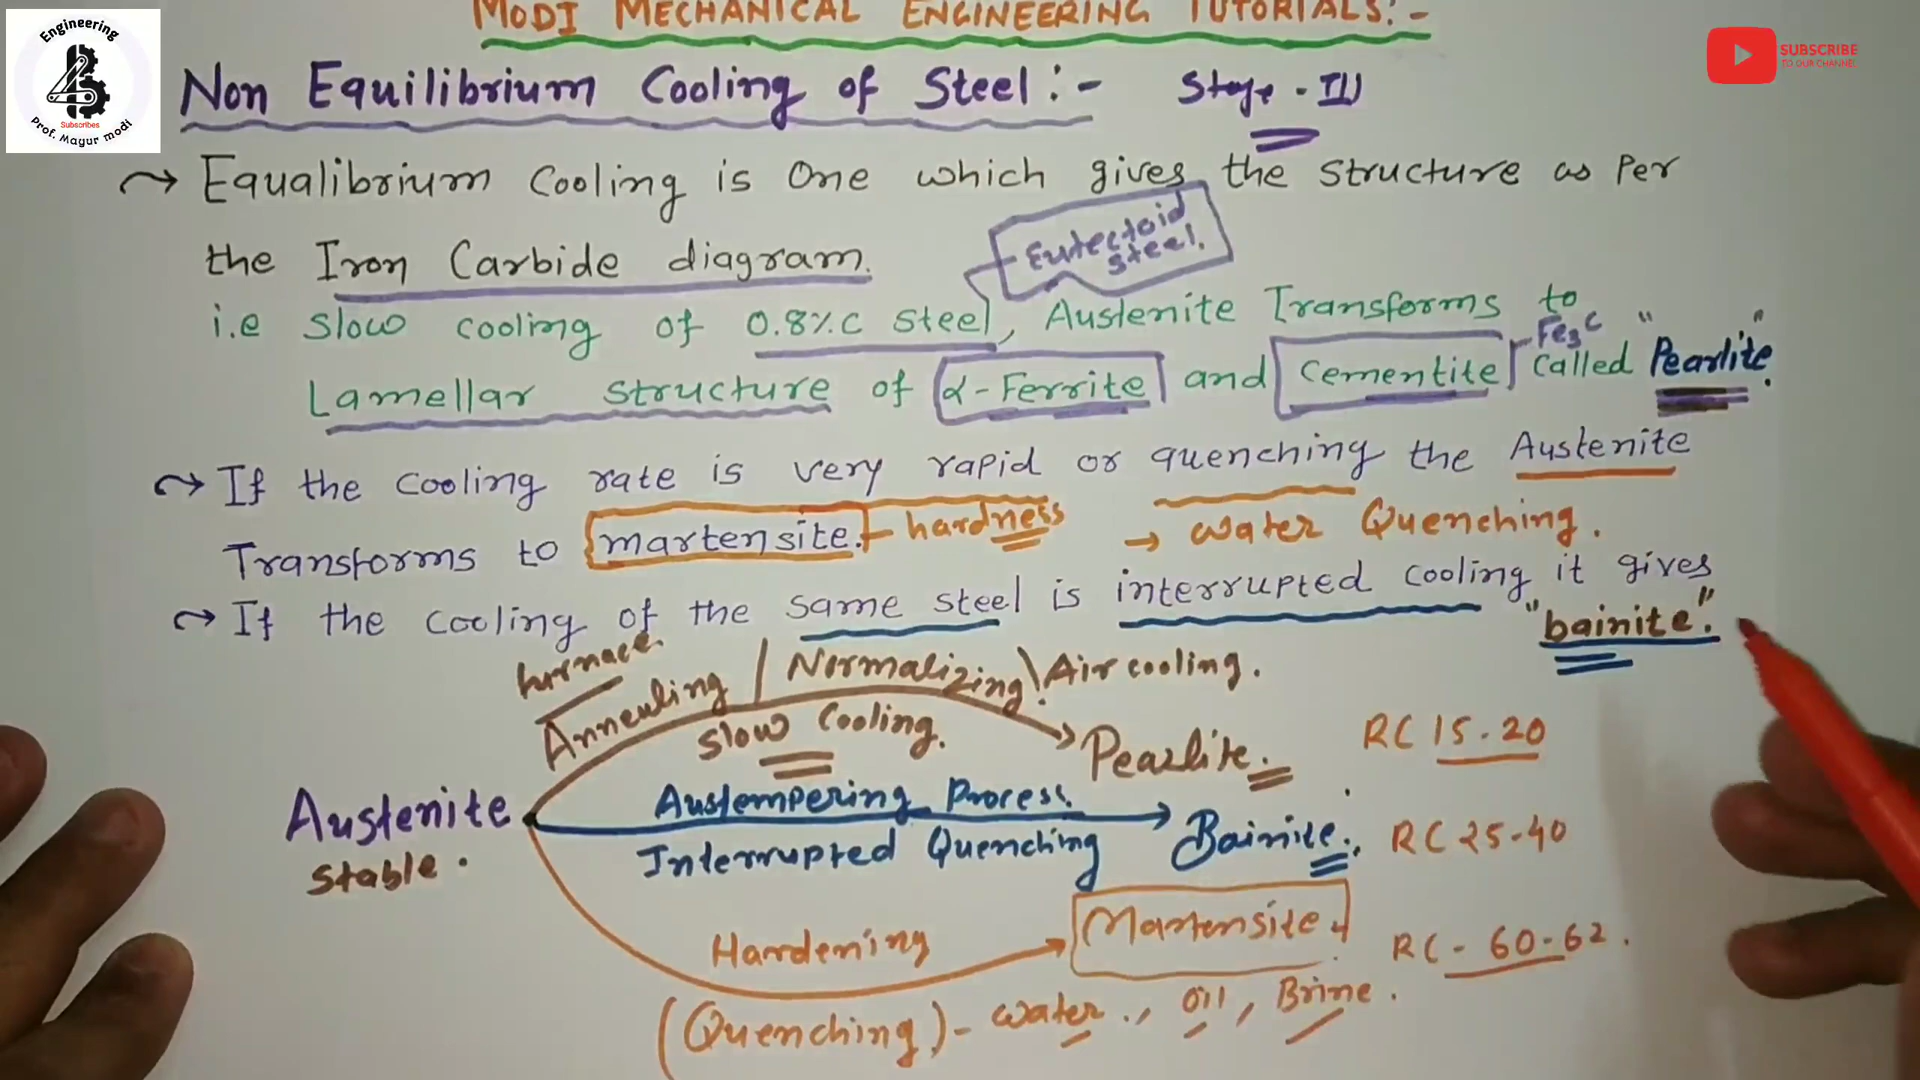 MODI MECHANICAL ENGINEERING TUTORIALS:-
Engineering
Subscribes
Prof. Mayur modi
SUBSCRIBE
TO OUR CHANNEL
Non Equilibrium Cooling of Steel:- Stage - III
→ Equalibrium Cooling is One which gives the Structure as Per
the Iron Carbide diagram.
Eutectoid
steel.
i.e slow cooling of 0.8%.C steel, Austenite Transforms to
Fe3C
Lamellar structure of α-Ferrite and Cementite called "Pearlite".
→ If the cooling rate is very rapid or quenching the Austenite
Transforms to martensite. - hardness → water Quenching.
→ If the cooling of the same steel is interrupted cooling it gives
"bainite".
furnace.
Anneuling / Normalizing \ Air cooling.
slow Cooling.
Pearlite. RC 15-20
Austenite
stable.
Austempering Process.
Interrupted Quenching
Bainite. RC 25-40
Hardening
Martensite. RC - 60-62.
(Quenching) - water., oil, Brine.